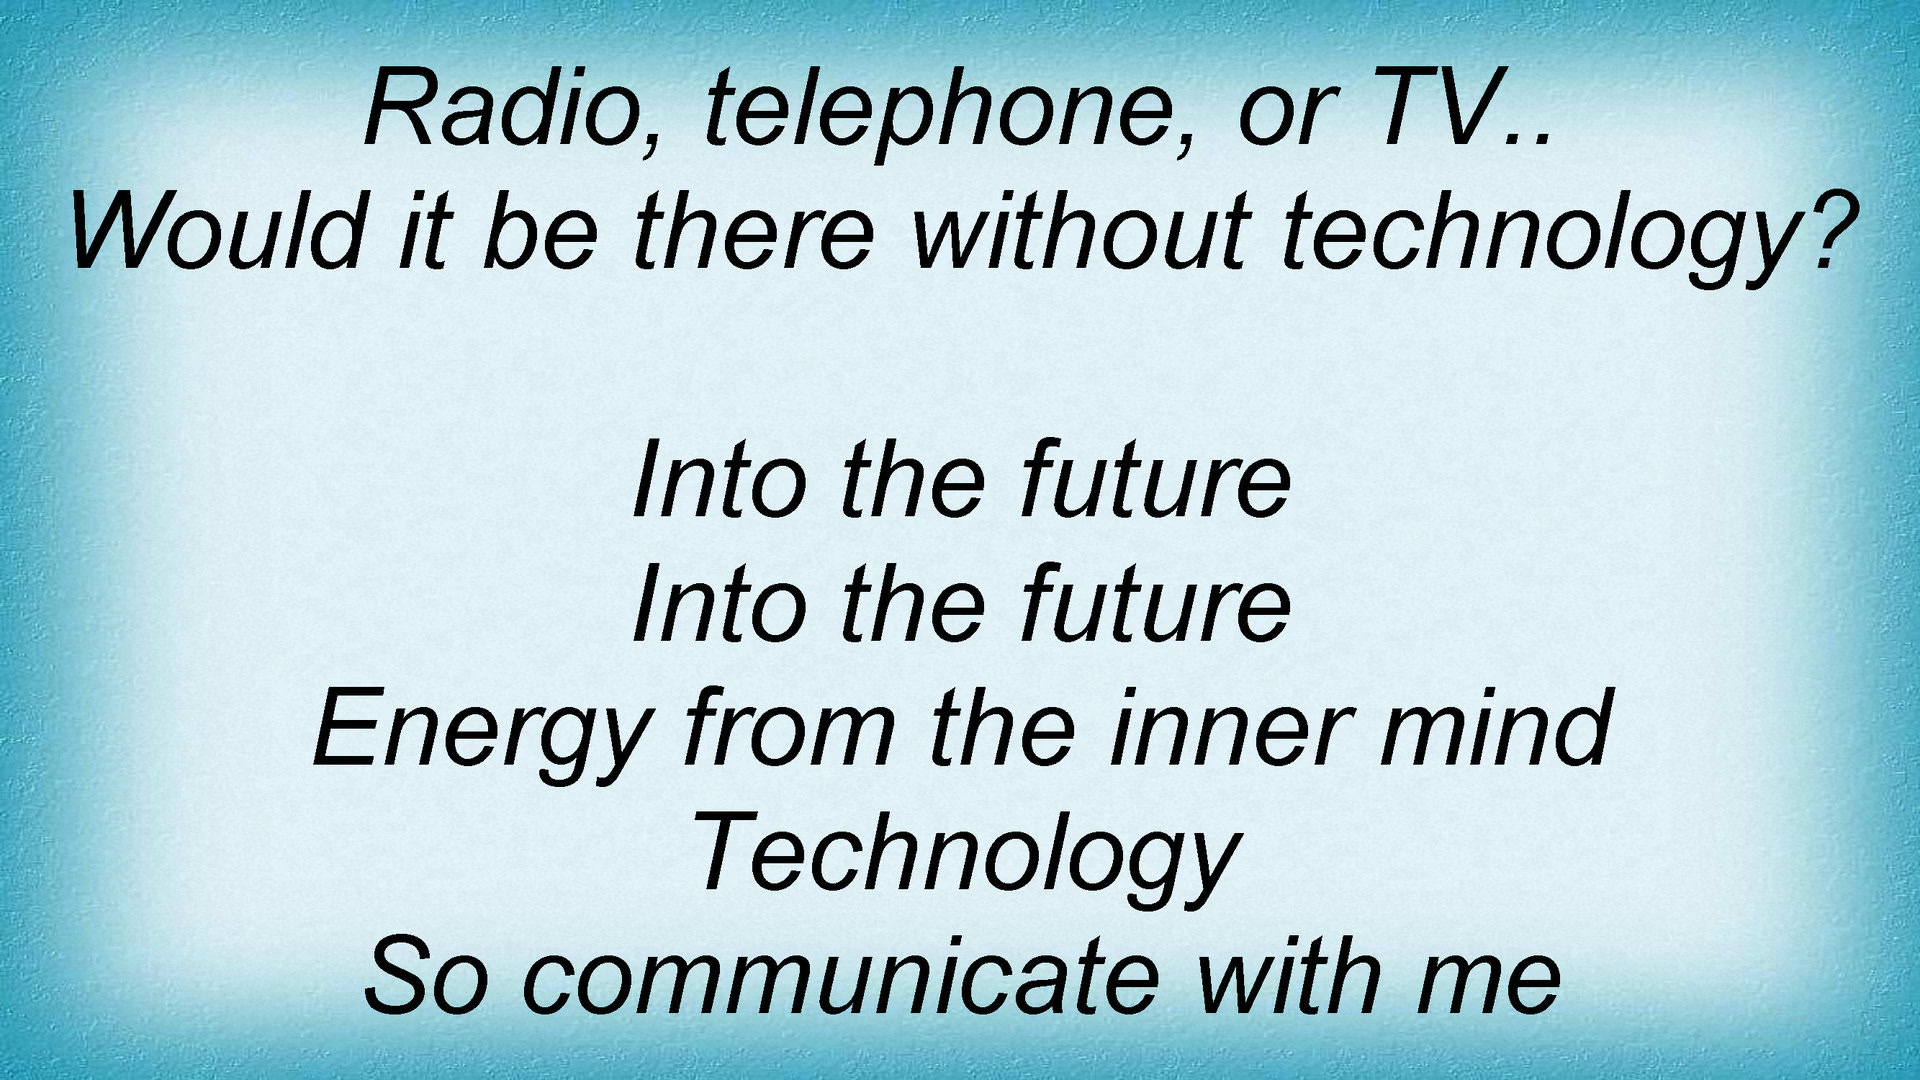 Radio, telephone, or TV..
Would it be there without technology?
Into the future
Into the future
Energy from the inner mind
Technology
So communicate with me